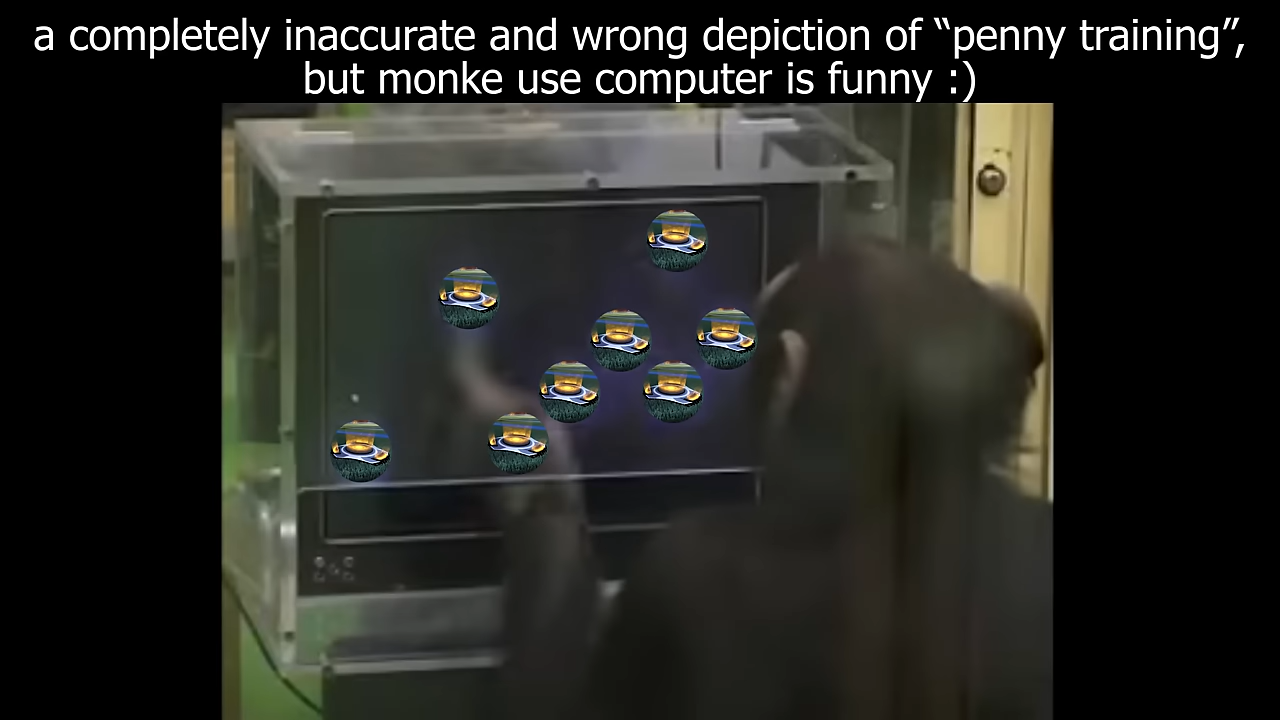 a completely inaccurate and wrong depiction of “penny training”,
but monke use computer is funny :)